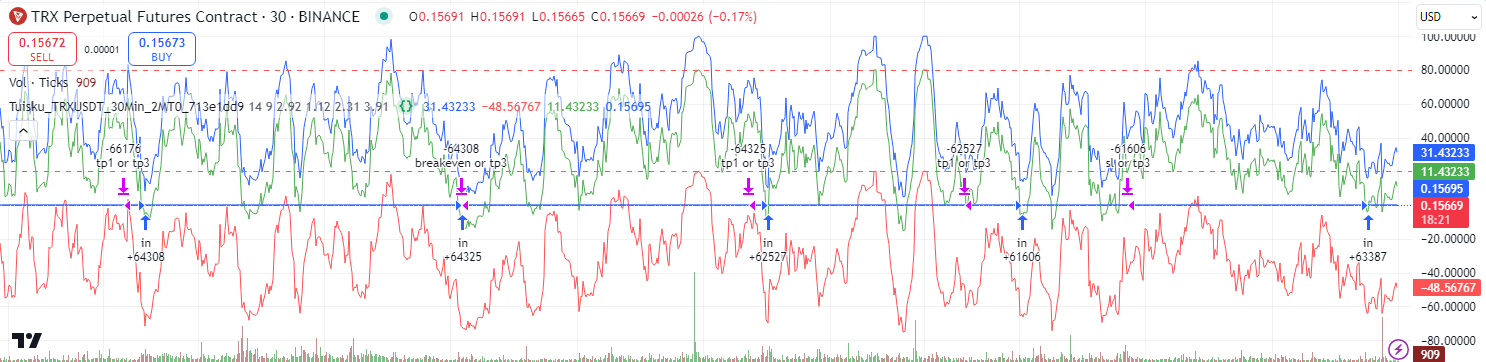 TRX Perpetual Futures Contract · 30 · BINANCE O0.15691 H0.15691 L0.15665 C0.15669 −0.00026 (−0.17%)
USD
0.15672 0.00001 0.15673
SELL BUY
Vol · Ticks 909
Tuisku_TRXUSDT_30Min_2MT0_713e1dd9 14 9 2.92 1.12 2.31 3.91 31.43233 −48.56767 11.43233 0.15695
100.00000
80.00000
60.00000
40.00000
31.43233
11.43233
0.15695
0.15669
18:21
−20.00000
−40.00000
−48.56767
−60.00000
−80.00000
909
-66176
tp1 or tp3
-64308
breakeven or tp3
-64325
tp1 or tp3
-62527
tp1 or tp3
-61606
sl or tp3
in
+64308
in
+64325
in
+62527
in
+61606
in
+63387